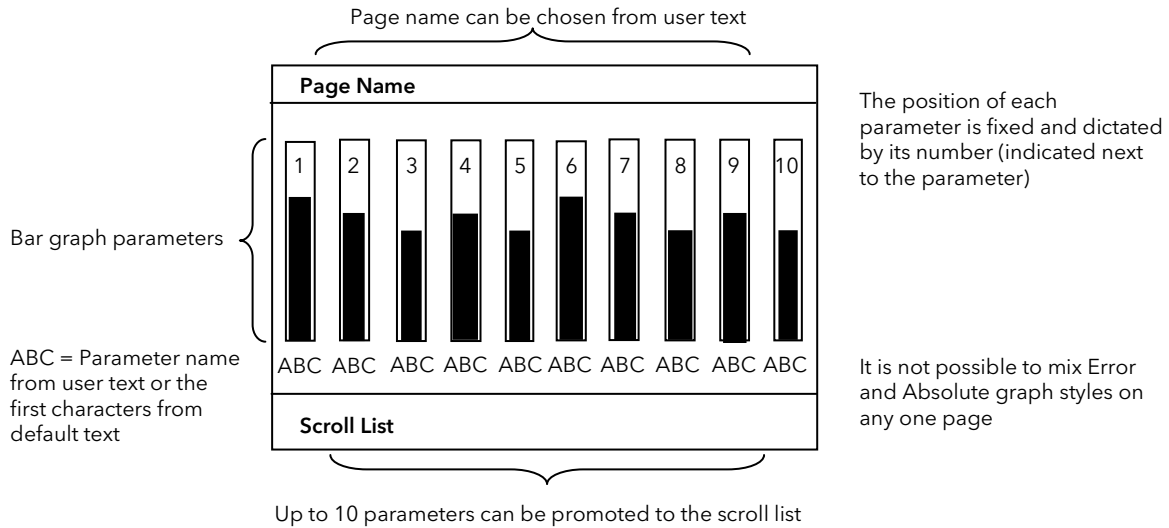 Page name can be chosen from user text
Page Name
The position of each
parameter is fixed and dictated
by its number (indicated next
to the parameter)
1 2 3 4 5 6 7 8 9 10
Bar graph parameters
ABC = Parameter name
from user text or the
first characters from
default text
ABC ABC ABC ABC ABC ABC ABC ABC ABC ABC
It is not possible to mix Error
and Absolute graph styles on
any one page
Scroll List
Up to 10 parameters can be promoted to the scroll list